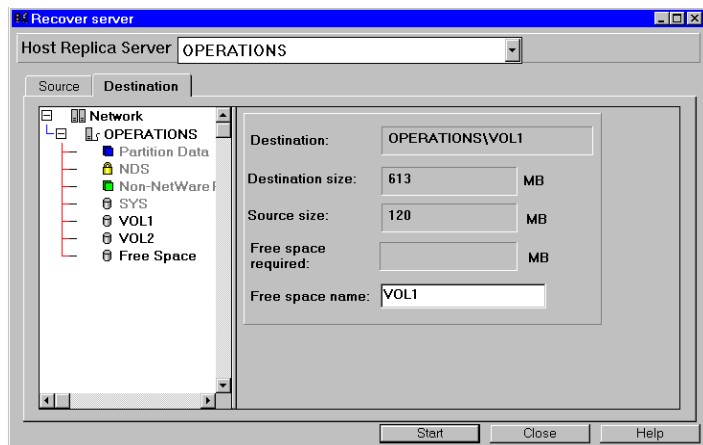 Recover server
Host Replica Server OPERATIONS
Source Destination
Network
OPERATIONS
Partition Data
NDS
Non-NetWare F
SYS
VOL1
VOL2
Free Space
Destination: OPERATIONS\VOL1
Destination size: 613 MB
Source size: 120 MB
Free space
required: MB
Free space name: VOL1
Start Close Help